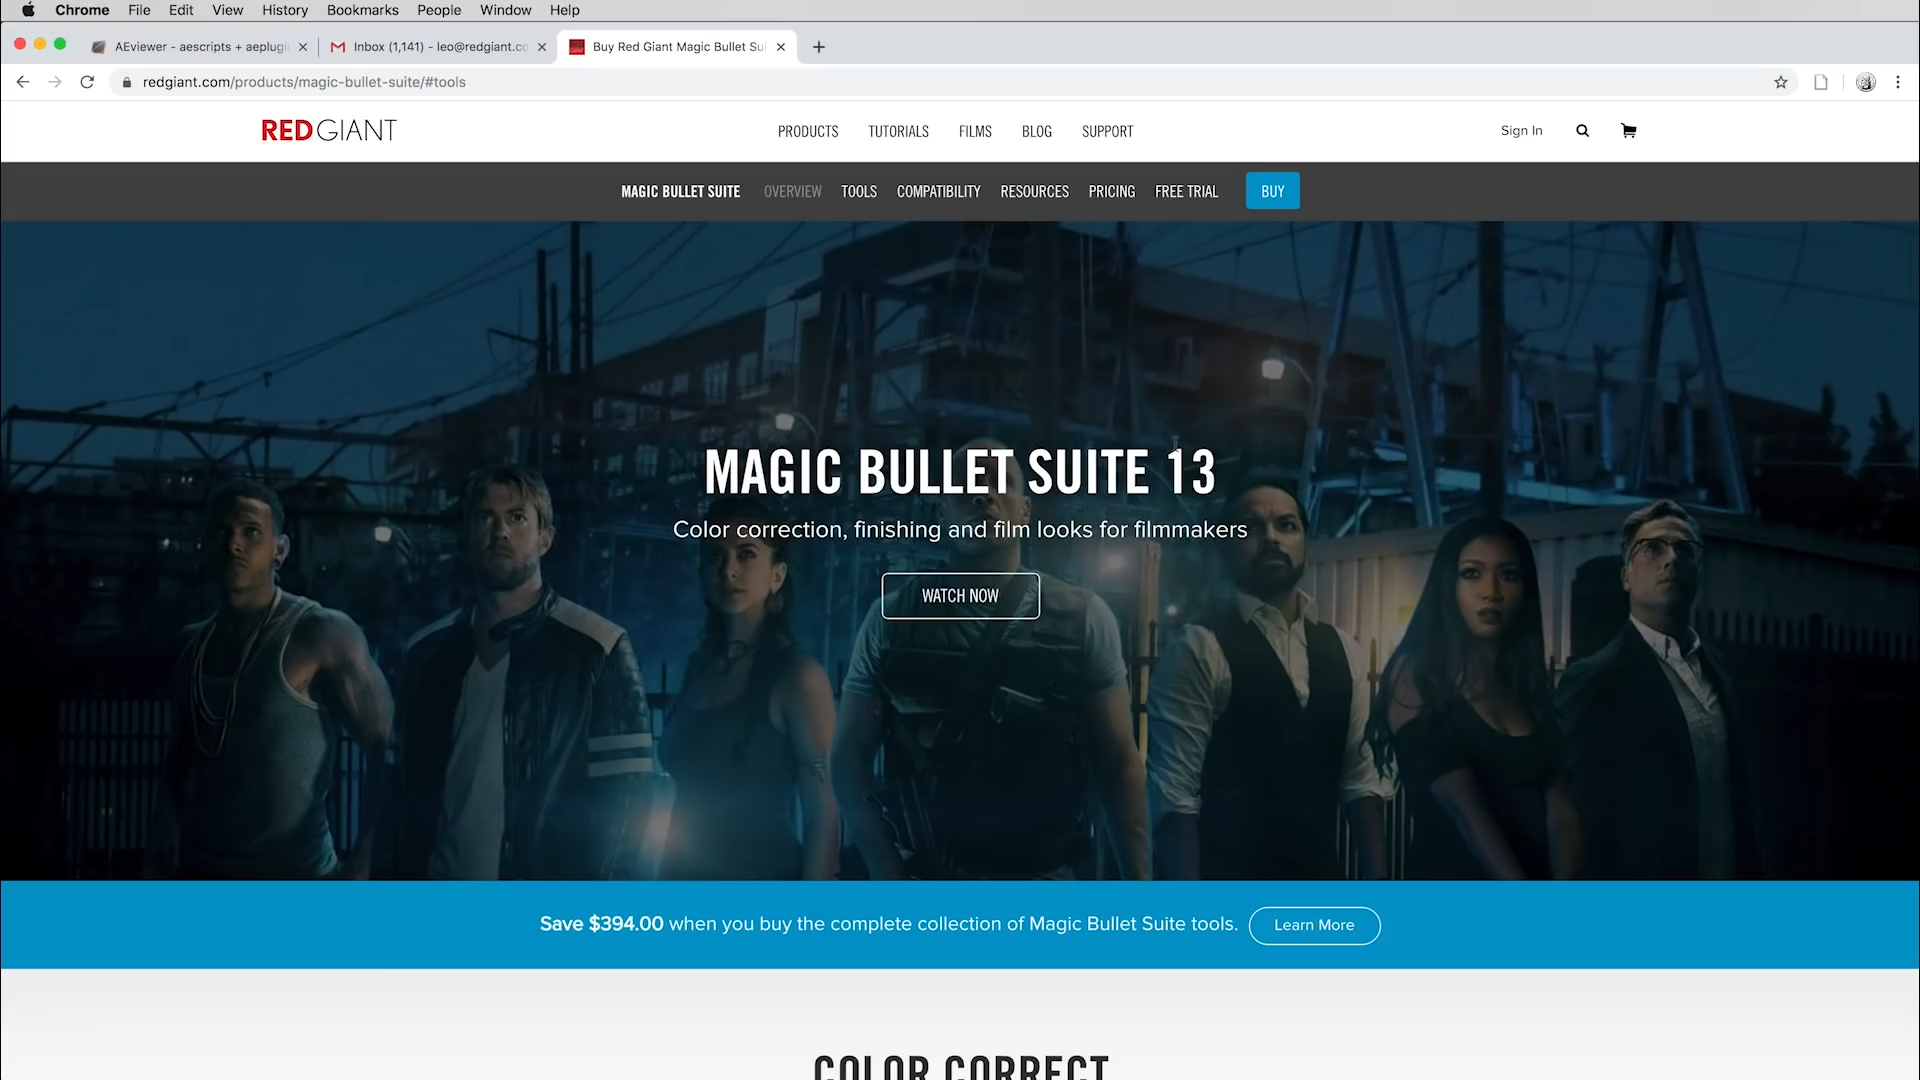 Chrome File Edit View History Bookmarks People Window Help
AEviewer - aescripts + aeplugi
Inbox (1,141) - leo@redgiant.co
Buy Red Giant Magic Bullet Sui
redgiant.com/products/magic-bullet-suite/#tools
REDGIANT
PRODUCTS TUTORIALS FILMS BLOG SUPPORT
Sign In
MAGIC BULLET SUITE OVERVIEW TOOLS COMPATIBILITY RESOURCES PRICING FREE TRIAL BUY
MAGIC BULLET SUITE 13
Color correction, finishing and film looks for filmmakers
WATCH NOW
Save $394.00 when you buy the complete collection of Magic Bullet Suite tools. Learn More
COLOR CORRECT